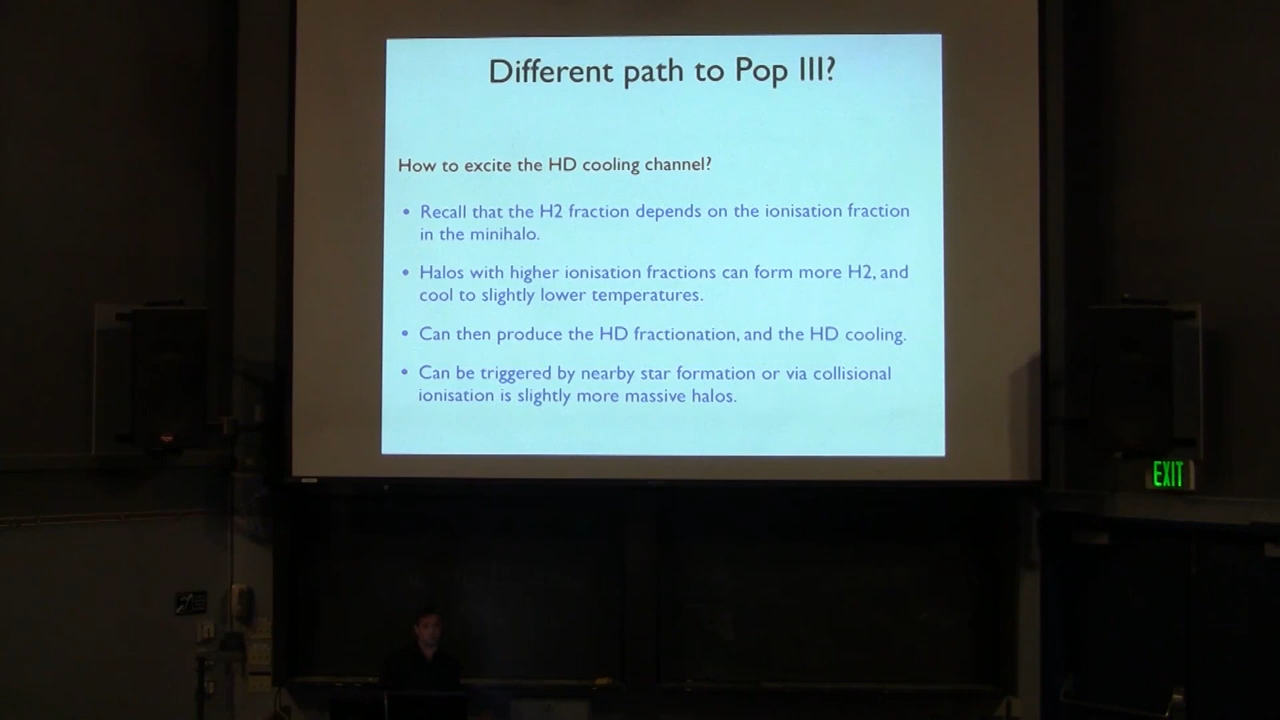 Different path to Pop III?
How to excite the HD cooling channel?
• Recall that the H2 fraction depends on the ionisation fraction
in the minihalo.
• Halos with higher ionisation fractions can form more H2, and
cool to slightly lower temperatures.
• Can then produce the HD fractionation, and the HD cooling.
• Can be triggered by nearby star formation or via collisional
ionisation is slightly more massive halos.
EXIT